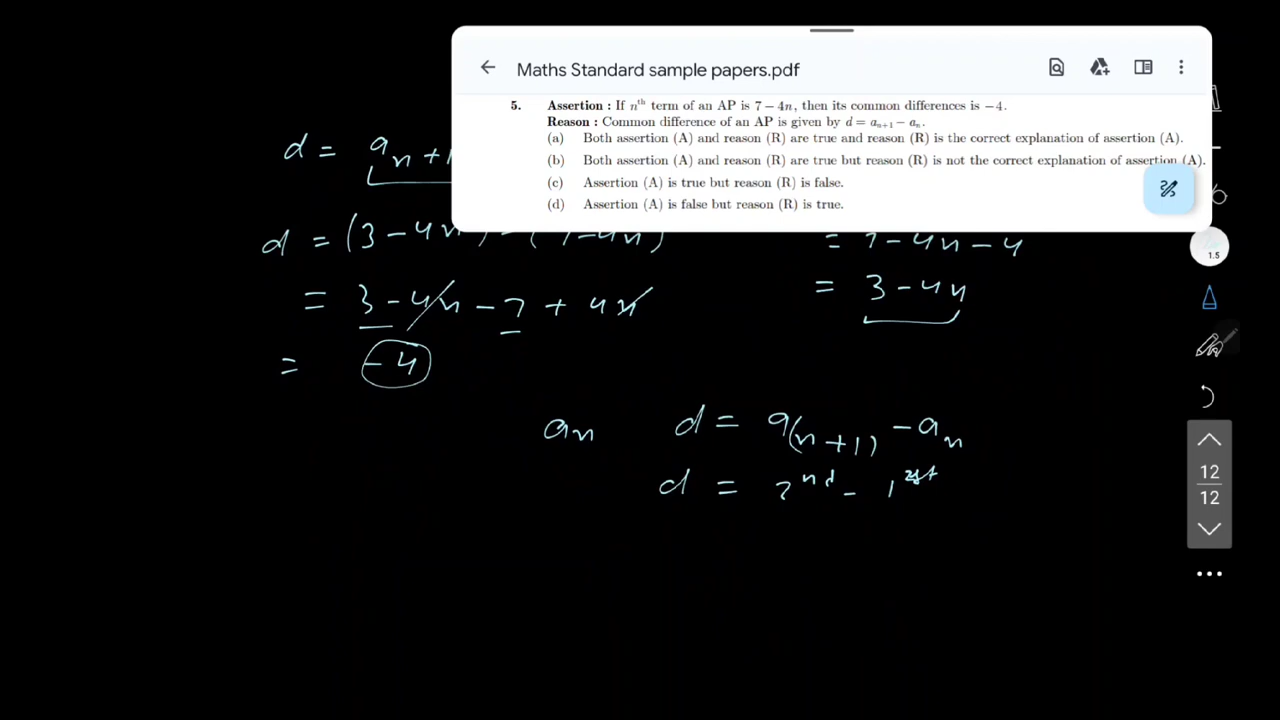 Maths Standard sample papers.pdf
5. Assertion : If nᵗʰ term of an AP is 7 − 4n, then its common differences is −4.
Reason : Common difference of an AP is given by d = aₙ₊₁ − aₙ.
(a) Both assertion (A) and reason (R) are true and reason (R) is the correct explanation of assertion (A).
(b) Both assertion (A) and reason (R) are true but reason (R) is not the correct explanation of assertion (A).
(c) Assertion (A) is true but reason (R) is false.
(d) Assertion (A) is false but reason (R) is true.
d = aₙ₊₁
d = (3 − 4n) − (7 − 4n)
= 3 − 4n − 7 + 4n
= −4
= 7 − 4n − 4
= 3 − 4n
aₙ d = a₍ₙ₊₁₎ − aₙ
d = 2ⁿᵈ − 1ˢᵗ
1.5
12
12